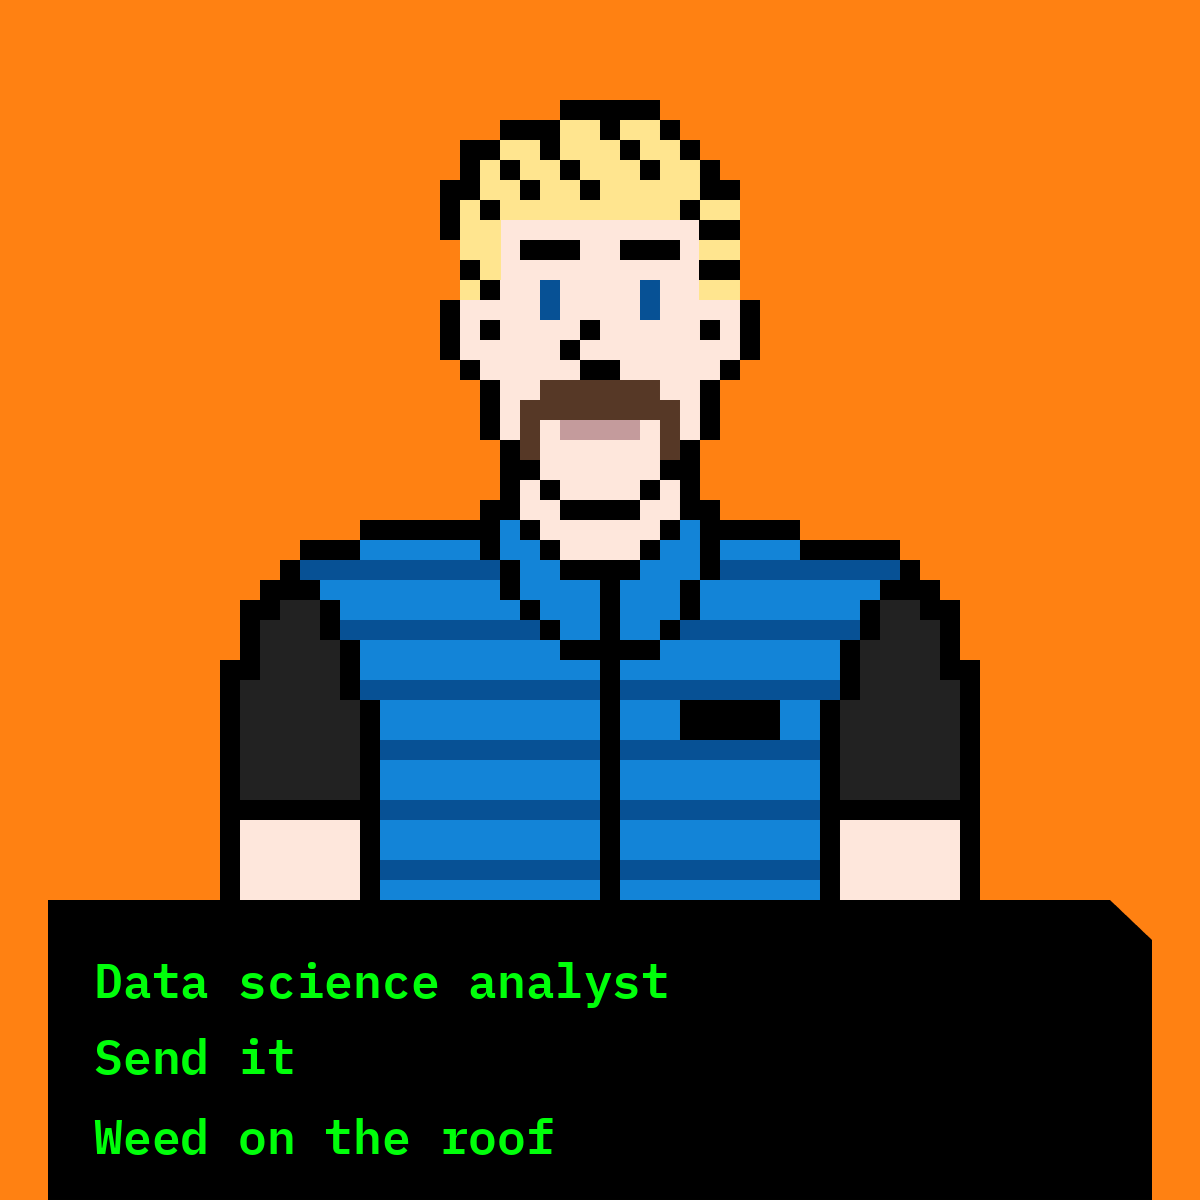 Data science analyst
Send it
Weed on the roof